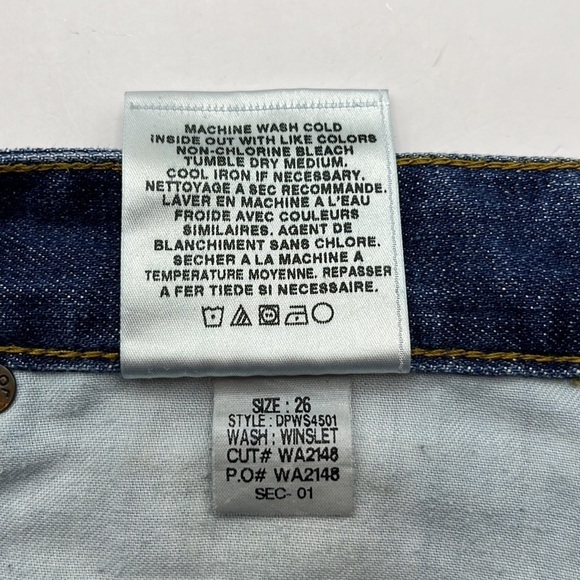 MACHINE WASH COLD
INSIDE OUT WITH LIKE COLORS
NON-CHLORINE BLEACH
TUMBLE DRY MEDIUM.
COOL IRON IF NECESSARY.
NETTOYAGE A SEC RECOMMANDE.
LAVER EN MACHINE A L'EAU
FROIDE AVEC COULEURS
SIMILAIRES. AGENT DE
BLANCHIMENT SANS CHLORE.
SECHER A LA MACHINE A
TEMPERATURE MOYENNE. REPASSER
A FER TIEDE SI NECESSAIRE.
SIZE : 26
STYLE : DPWS4501
WASH : WINSLET
CUT# WA2148
P.O# WA2148
SEC- 01